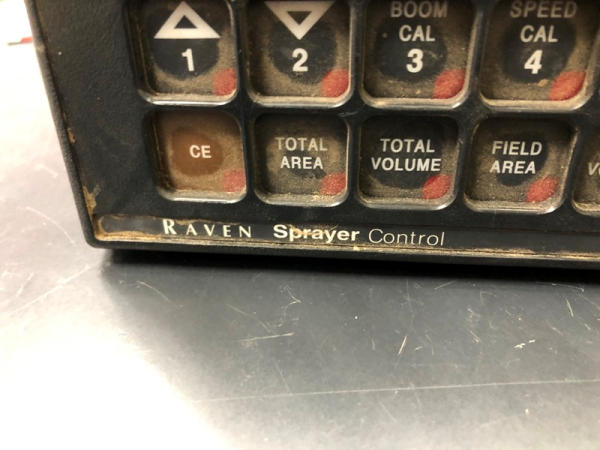 1
2
BOOM
CAL
3
SPEED
CAL
4
CE
TOTAL
AREA
TOTAL
VOLUME
FIELD
AREA
RAVEN Sprayer Control